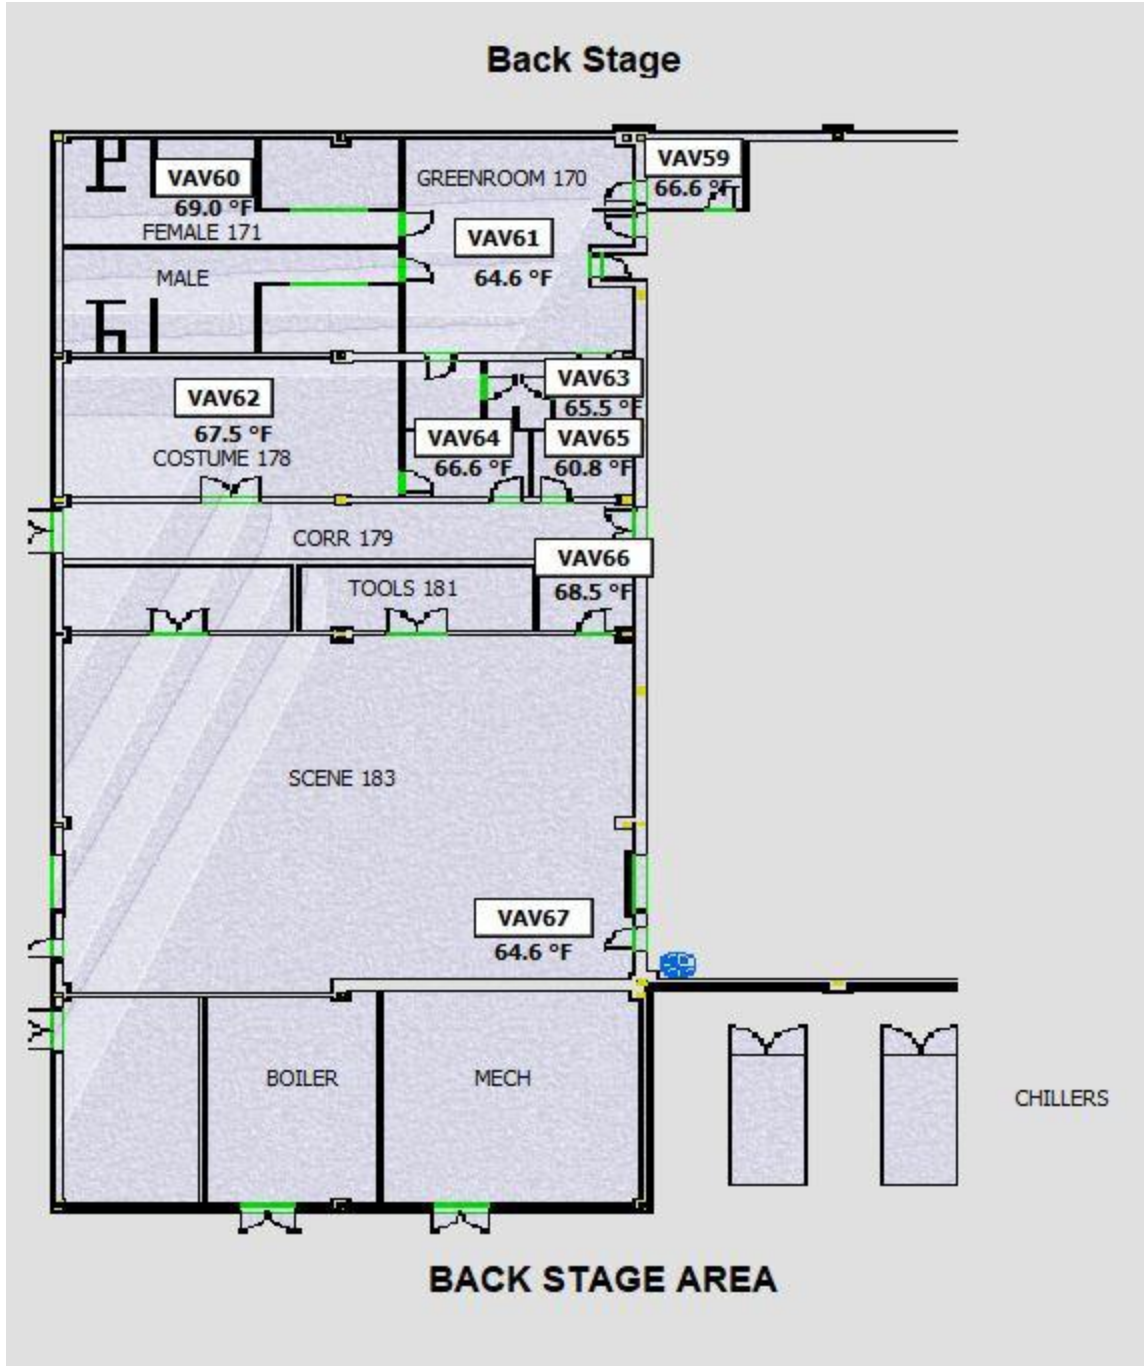 Back Stage
VAV59
66.6 °F
VAV60
69.0 °F
FEMALE 171
GREENROOM 170
VAV61
64.6 °F
MALE
VAV62
67.5 °F
COSTUME 178
VAV63
65.5 °F
VAV64
66.6 °F
VAV65
60.8 °F
CORR 179
VAV66
68.5 °F
TOOLS 181
SCENE 183
VAV67
64.6 °F
BOILER
MECH
CHILLERS
BACK STAGE AREA